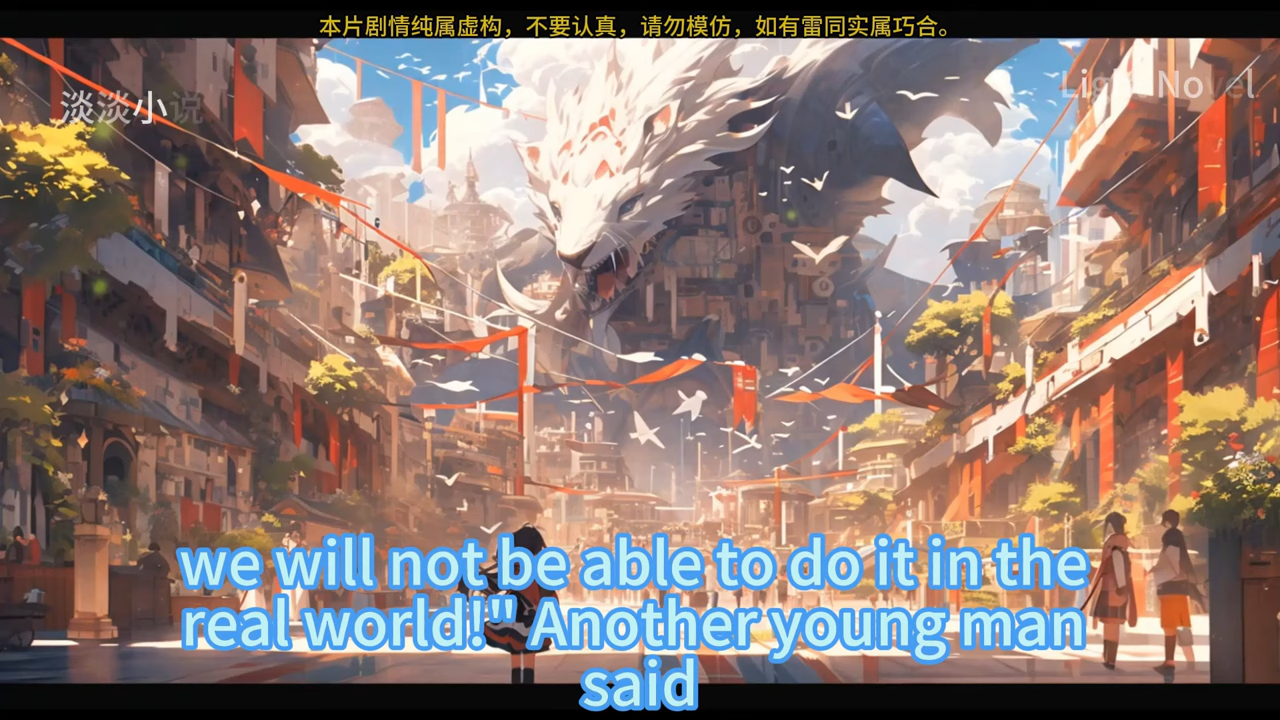 本片剧情纯属虚构，不要认真，请勿模仿，如有雷同实属巧合。
淡淡小说
Light Novel
we will not be able to do it in the
real world!" Another young man
said